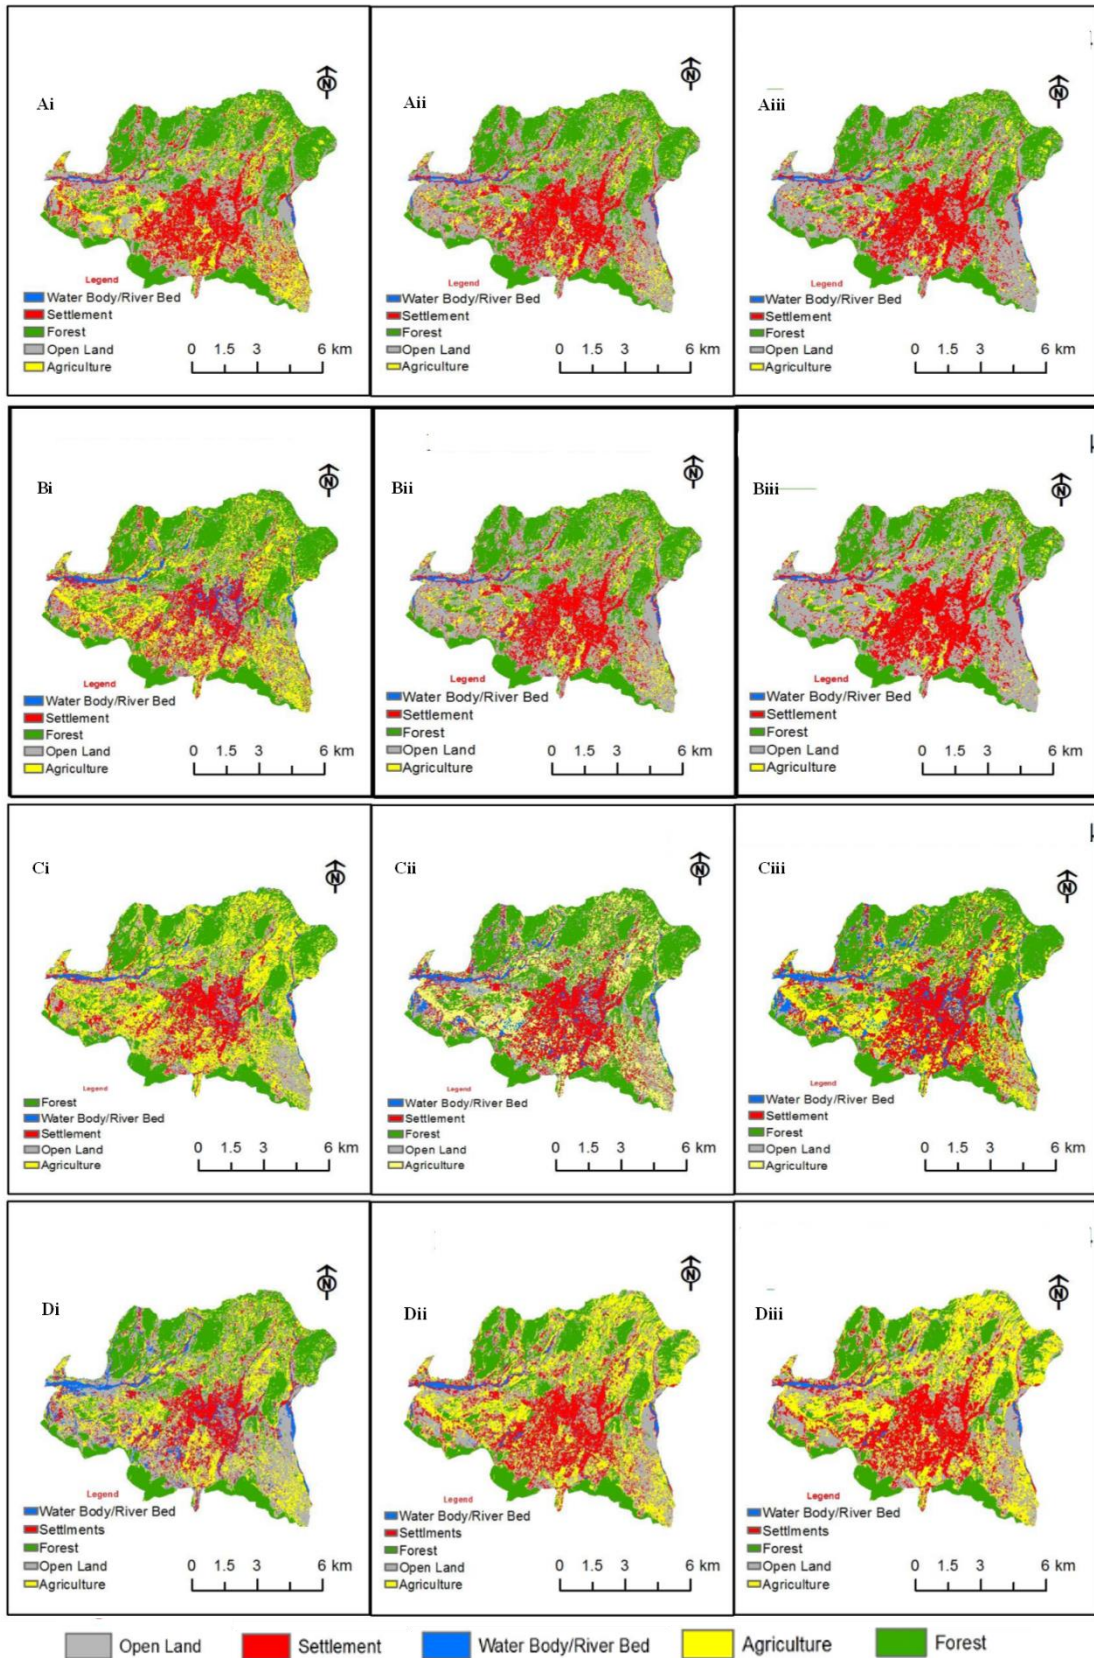 Ai
Legend
Water Body/River Bed
Settlement
Forest
Open Land
Agriculture
0 1.5 3 6 km
N
Aii
Legend
Water Body/River Bed
Settlement
Forest
Open Land
Agriculture
0 1.5 3 6 km
N
Aiii
Legend
Water Body/River Bed
Settlement
Forest
Open Land
Agriculture
0 1.5 3 6 km
N
Bi
Legend
Water Body/River Bed
Settlement
Forest
Open Land
Agriculture
0 1.5 3 6 km
N
Bii
Legend
Water Body/River Bed
Settlement
Forest
Open Land
Agriculture
0 1.5 3 6 km
N
Biii
Legend
Water Body/River Bed
Settlement
Forest
Open Land
Agriculture
0 1.5 3 6 km
N
Ci
Legend
Forest
Water Body/River Bed
Settlement
Open Land
Agriculture
0 1.5 3 6 km
N
Cii
Legend
Water Body/River Bed
Settlement
Forest
Open Land
Agriculture
0 1.5 3 6 km
N
Ciii
Legend
Water Body/River Bed
Settlement
Forest
Open Land
Agriculture
0 1.5 3 6 km
N
Di
Legend
Water Body/River Bed
Settlments
Forest
Open Land
Agriculture
0 1.5 3 6 km
N
Dii
Legend
Water Body/River Bed
Settlments
Forest
Open Land
Agriculture
0 1.5 3 6 km
N
Diii
Legend
Water Body/River Bed
Settlments
Forest
Open Land
Agriculture
0 1.5 3 6 km
N
Open Land Settlement Water Body/River Bed Agriculture Forest